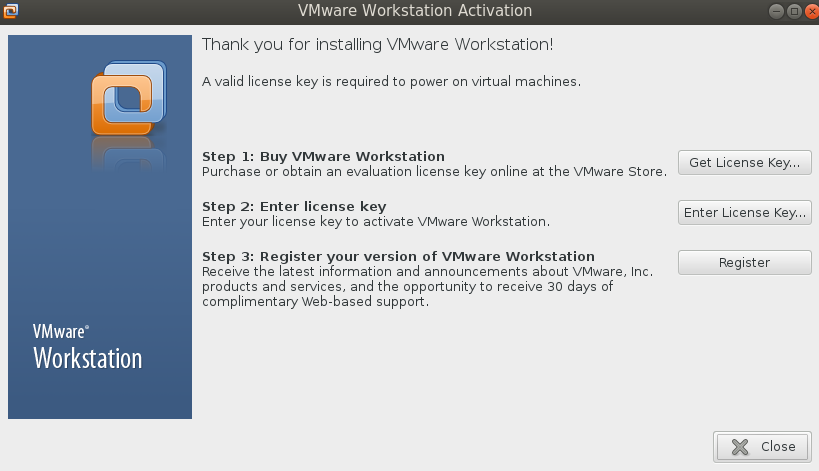 VMware Workstation Activation
Thank you for installing VMware Workstation!
A valid license key is required to power on virtual machines.
Step 1: Buy VMware Workstation
Purchase or obtain an evaluation license key online at the VMware Store.
Get License Key...
Step 2: Enter license key
Enter your license key to activate VMware Workstation.
Enter License Key...
Step 3: Register your version of VMware Workstation
Receive the latest information and announcements about VMware, Inc.
products and services, and the opportunity to receive 30 days of
complimentary Web-based support.
Register
VMware®
Workstation
Close